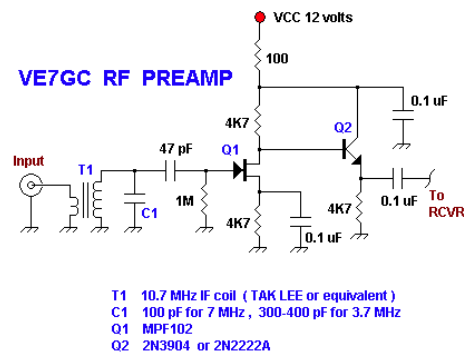 VCC 12 volts
100
VE7GC RF PREAMP
0.1 uF
4K7
Q2
47 pF
Q1
Input
T1
C1
1M
4K7
0.1 uF
4K7
0.1 uF
To
RCVR
T1 10.7 MHz IF coil ( TAK LEE or equivalent )
C1 100 pF for 7 MHz , 300-400 pF for 3.7 MHz
Q1 MPF102
Q2 2N3904 or 2N2222A